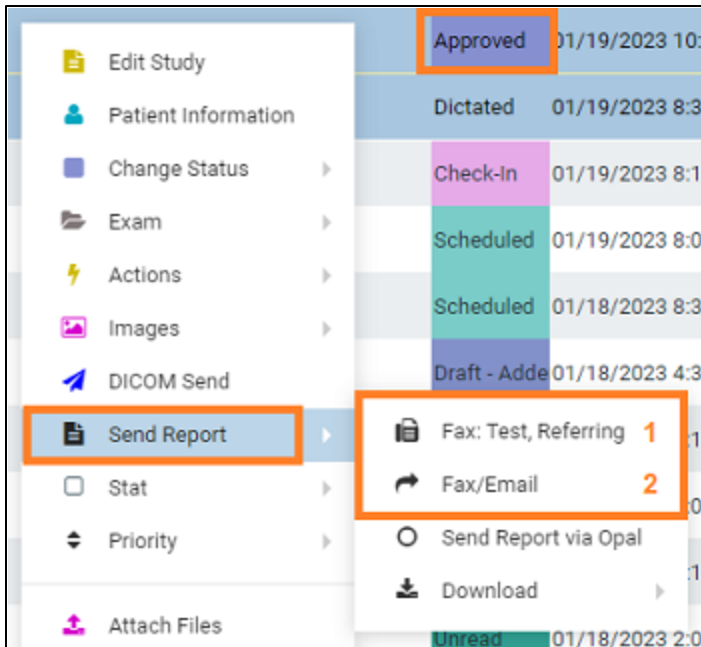 Edit Study
Patient Information
Change Status
Exam
Actions
Images
DICOM Send
Send Report
Stat
Priority
Attach Files
Fax: Test, Referring 1
Fax/Email 2
Send Report via Opal
Download
Approved 01/19/2023 10:
Dictated 01/19/2023 8:3
Check-In 01/19/2023 8:1
Scheduled 01/19/2023 8:0
Scheduled 01/18/2023 8:3
Draft - Adde 01/18/2023 4:3
:1
:0
:1
Unread 01/18/2023 2:0